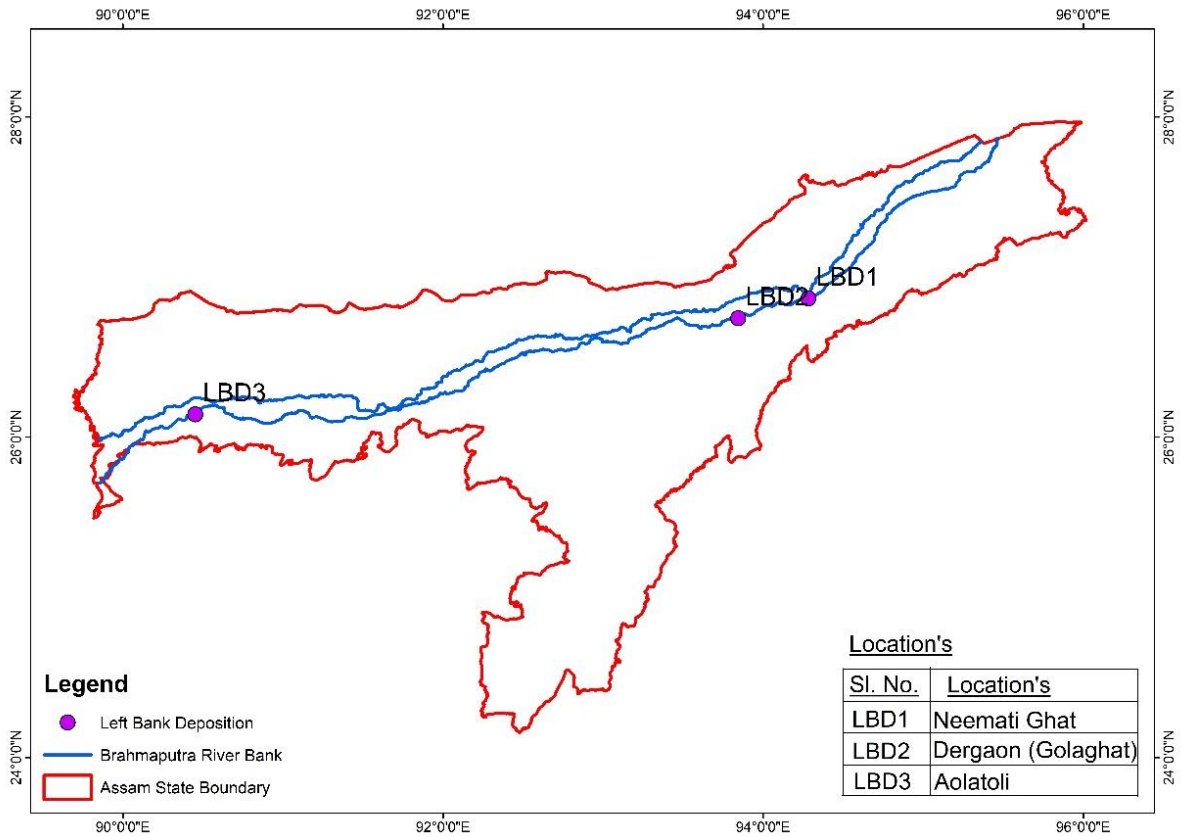 90°0'0"E 92°0'0"E 94°0'0"E 96°0'0"E
28°0'0"N 28°0'0"N
LBD1
LBD2
LBD3
26°0'0"N 26°0'0"N
Location's
Sl. No. Location's
LBD1 Neemati Ghat
LBD2 Dergaon (Golaghat)
LBD3 Aolatoli
Legend
Left Bank Deposition
Brahmaputra River Bank
Assam State Boundary
24°0'0"N 24°0'0"N
90°0'0"E 92°0'0"E 94°0'0"E 96°0'0"E